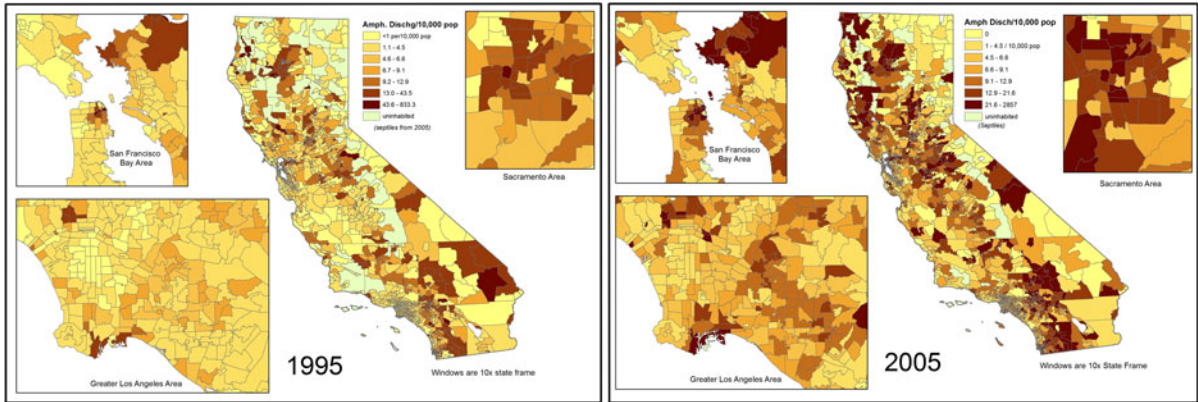 Amph. Dischg/10,000 pop
<1 per10,000 pop
1.1 - 4.5
4.6 - 6.6
6.7 - 9.1
9.2 - 12.9
13.0 - 43.5
43.6 - 833.3
uninhabited
(septiles from 2005)
San Francisco
Bay Area
Sacramento Area
1995
Greater Los Angeles Area
Windows are 10x state frame
Amph Disch/10,000 pop
0
1 - 4.5 / 10,000 pop
4.5 - 6.6
6.6 - 9.1
9.1 - 12.9
12.9 - 21.6
21.6 - 2857
uninhabited
(Septiles)
San Francisco
Bay Area
Sacramento Area
2005
Greater Los Angeles Area
Windows are 10x State Frame